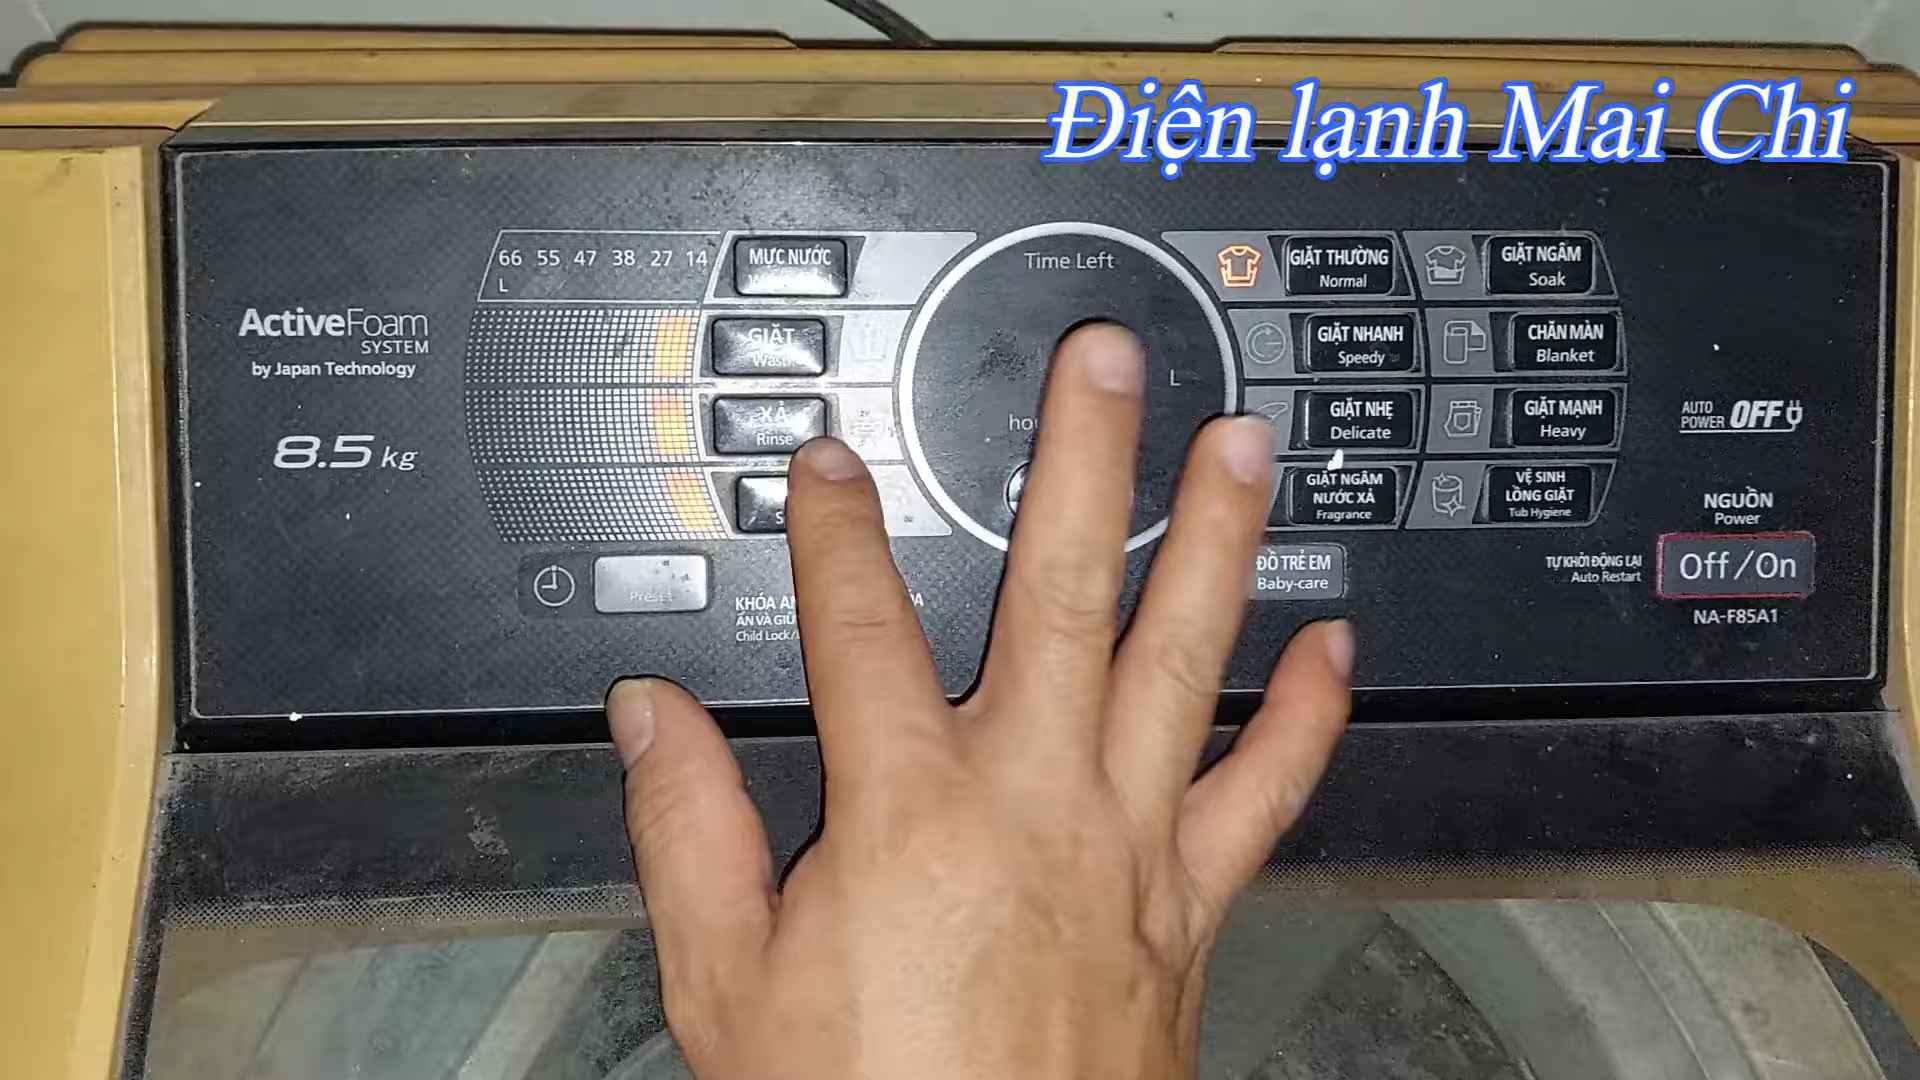 Điện lạnh Mai Chi
66 55 47 38 27 14
L
MỰC NƯỚC
GIẶT
Wash
XẢ
Rinse
ActiveFoam
SYSTEM
by Japan Technology
8.5 kg
Preset
KHÓA
Child Lock/
Time Left
L
GIẶT THƯỜNG
Normal
GIẶT NGÂM
Soak
GIẶT NHANH
Speedy
CHĂN MÀN
Blanket
GIẶT NHẸ
Delicate
GIẶT MẠNH
Heavy
GIẶT NGÂM
NƯỚC XẢ
Fragrance
VỆ SINH
LỒNG GIẶT
Tub Hygiene
ĐỒ TRẺ EM
Baby-care
AUTO
POWER OFF
NGUỒN
Power
TỰ KHỞI ĐỘNG LẠI
Auto Restart
Off/On
NA-F85A1